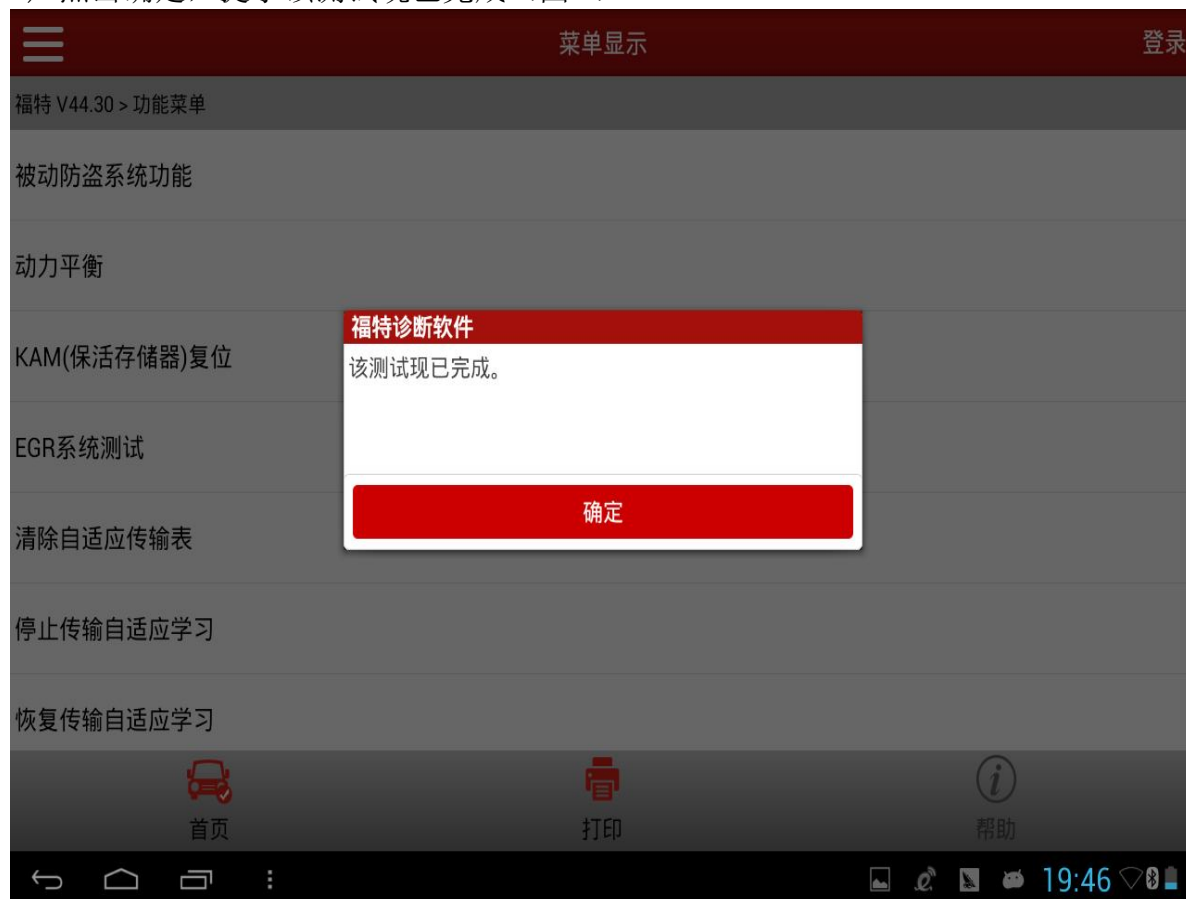 菜单显示
登录
福特 V44.30 > 功能菜单
被动防盗系统功能
动力平衡
福特诊断软件
KAM(保活存储器)复位
该测试现已完成。
EGR系统测试
确定
清除自适应传输表
停止传输自适应学习
恢复传输自适应学习
首页
打印
帮助
19:46